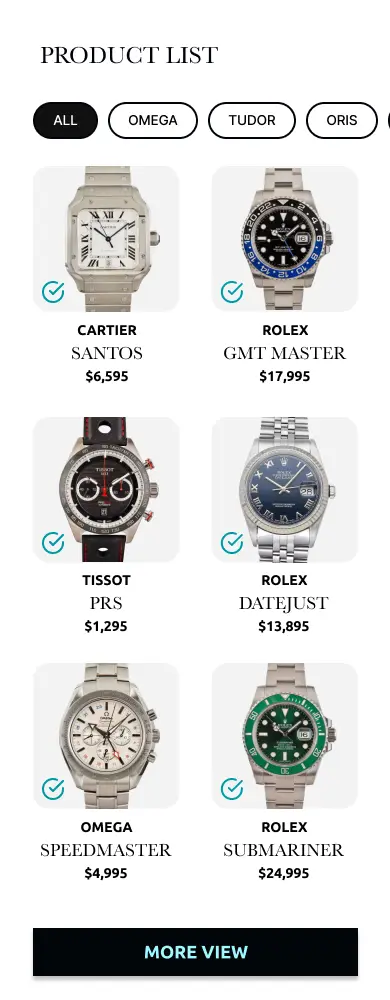 PRODUCT LIST
ALL OMEGA TUDOR ORIS
CARTIER
SANTOS
$6,595
ROLEX
GMT MASTER
$17,995
TISSOT
PRS
$1,295
ROLEX
DATEJUST
$13,895
OMEGA
SPEEDMASTER
$4,995
ROLEX
SUBMARINER
$24,995
MORE VIEW